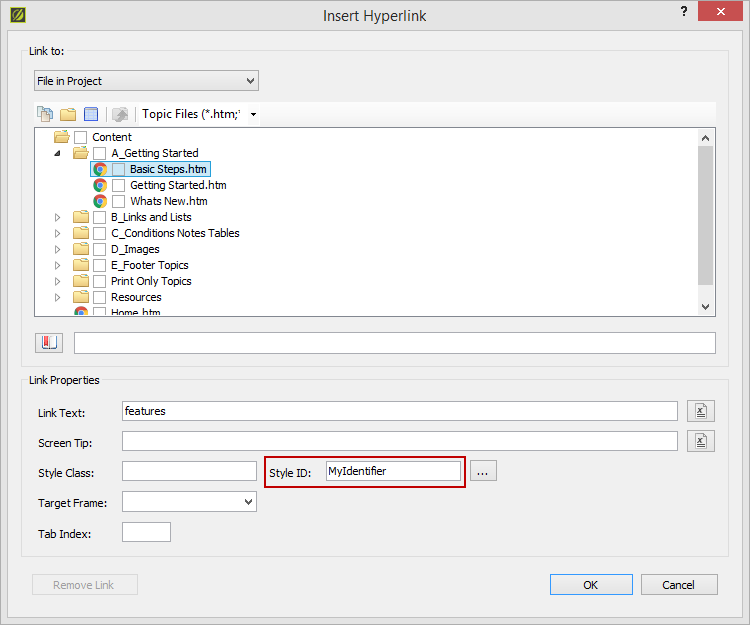 Insert Hyperlink
?
Link to:
File in Project
Topic Files (*.htm;*
Content
A_Getting Started
Basic Steps.htm
Getting Started.htm
Whats New.htm
B_Links and Lists
C_Conditions Notes Tables
D_Images
E_Footer Topics
Print Only Topics
Resources
Home.htm
Link Properties
Link Text: features
Screen Tip:
Style Class: Style ID: MyIdentifier ...
Target Frame:
Tab Index:
Remove Link OK Cancel